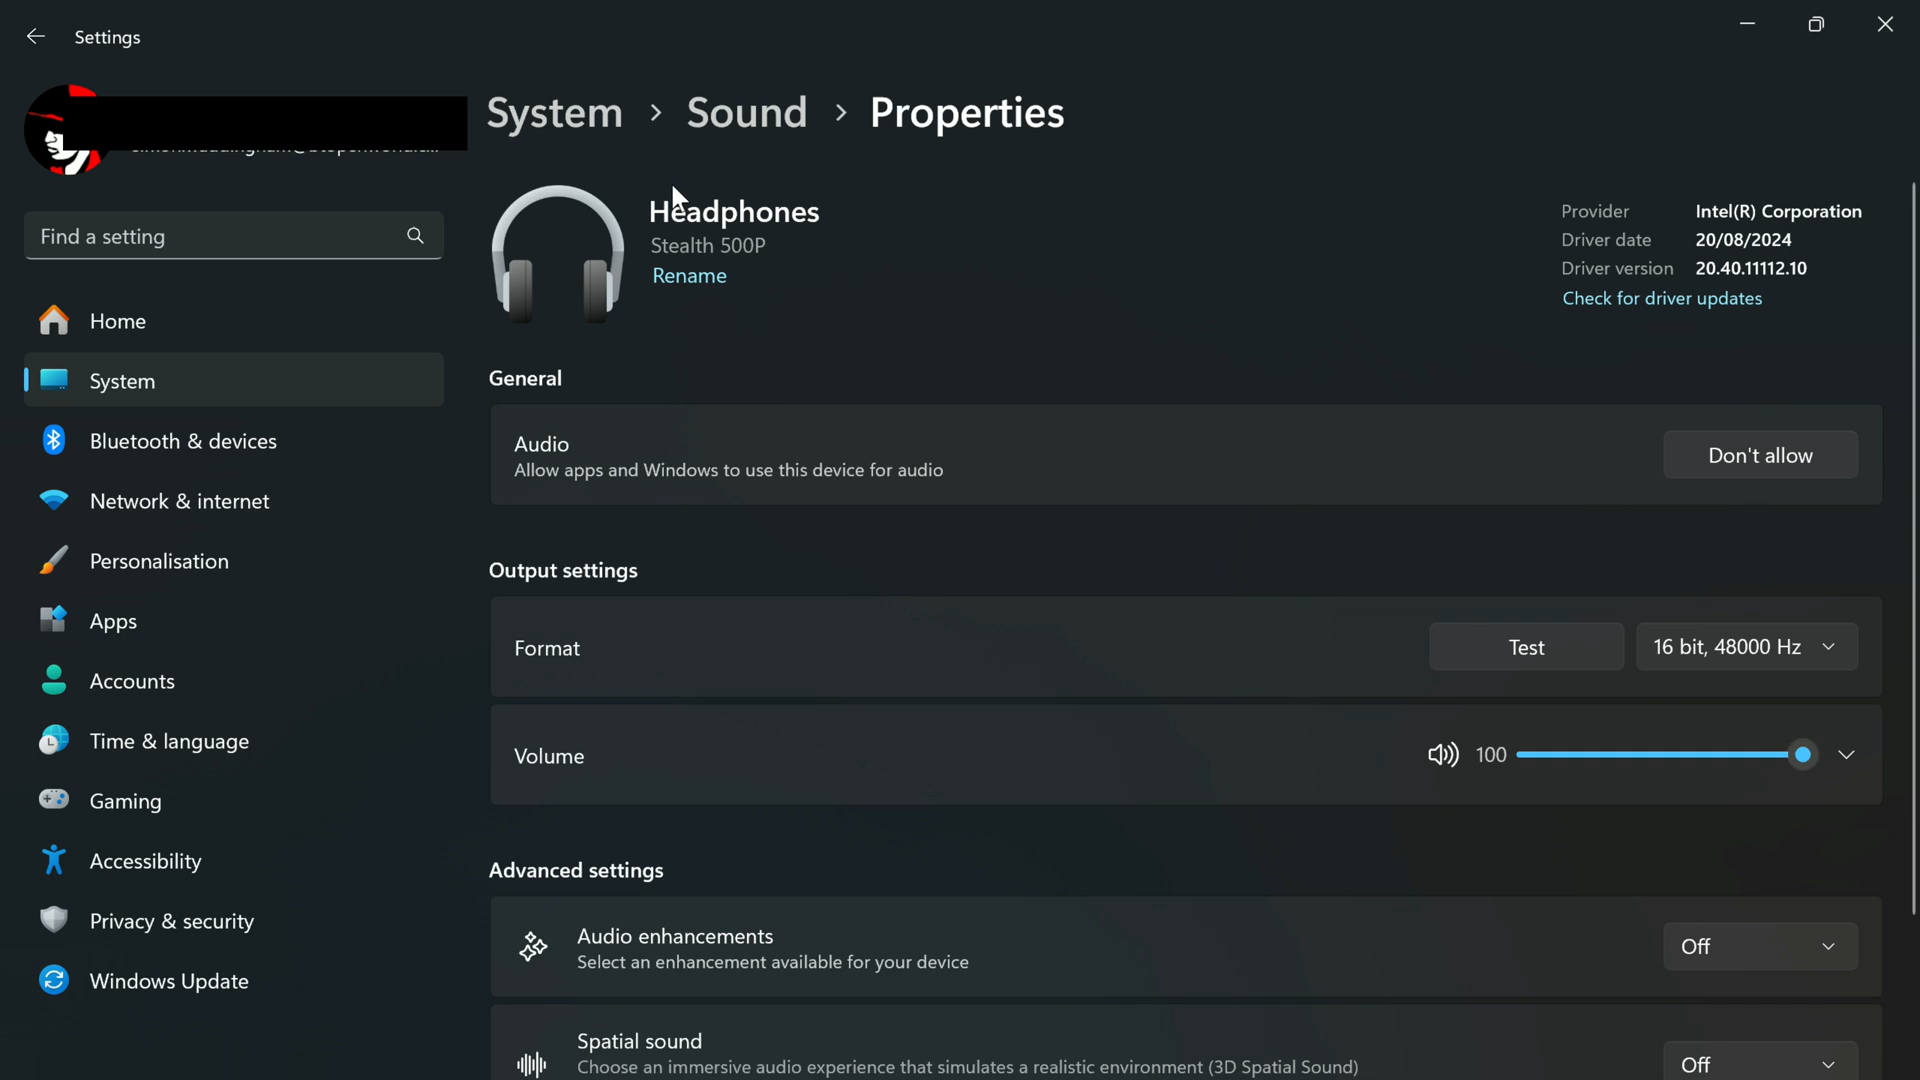 Settings
System > Sound > Properties
Find a setting
Home
System
Bluetooth & devices
Network & internet
Personalisation
Apps
Accounts
Time & language
Gaming
Accessibility
Privacy & security
Windows Update
Headphones
Stealth 500P
Rename
Provider Intel(R) Corporation
Driver date 20/08/2024
Driver version 20.40.11112.10
Check for driver updates
General
Audio
Allow apps and Windows to use this device for audio
Don't allow
Output settings
Format
Test
16 bit, 48000 Hz
Volume
100
Advanced settings
Audio enhancements
Select an enhancement available for your device
Off
Spatial sound
Choose an immersive audio experience that simulates a realistic environment (3D Spatial Sound)
Off